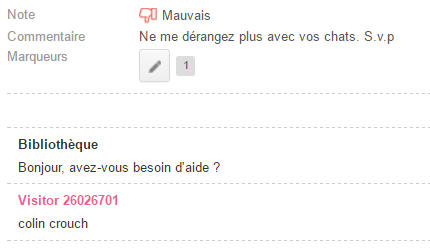 Note Mauvais
Commentaire Ne me dérangez plus avec vos chats. S.v.p
Marqueurs 1
Bibliothèque
Bonjour, avez-vous besoin d'aide ?
Visitor 26026701
colin crouch